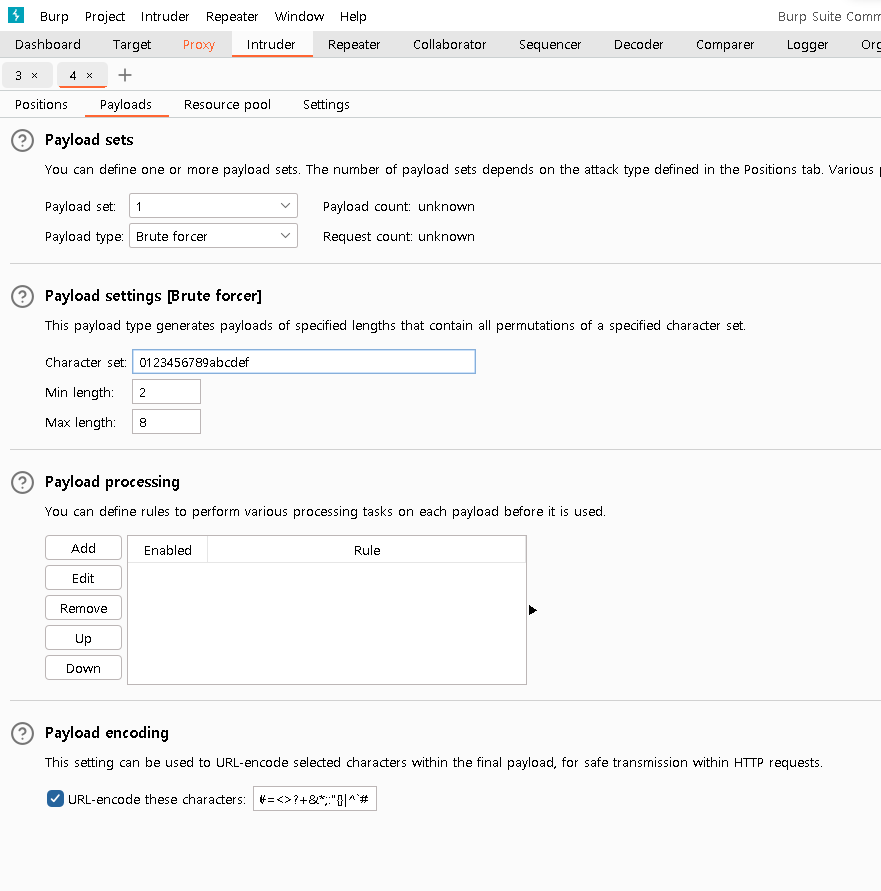 Burp Project Intruder Repeater Window Help Burp Suite Comm
Dashboard Target Proxy Intruder Repeater Collaborator Sequencer Decoder Comparer Logger Org
3 × 4 × +
Positions Payloads Resource pool Settings
? Payload sets
You can define one or more payload sets. The number of payload sets depends on the attack type defined in the Positions tab. Various p
Payload set: 1 Payload count: unknown
Payload type: Brute forcer Request count: unknown
? Payload settings [Brute forcer]
This payload type generates payloads of specified lengths that contain all permutations of a specified character set.
Character set: 0123456789abcdef
Min length: 2
Max length: 8
? Payload processing
You can define rules to perform various processing tasks on each payload before it is used.
Add Enabled Rule
Edit
Remove
Up
Down
? Payload encoding
This setting can be used to URL-encode selected characters within the final payload, for safe transmission within HTTP requests.
URL-encode these characters: =<>?+&*;:"{}|^`#